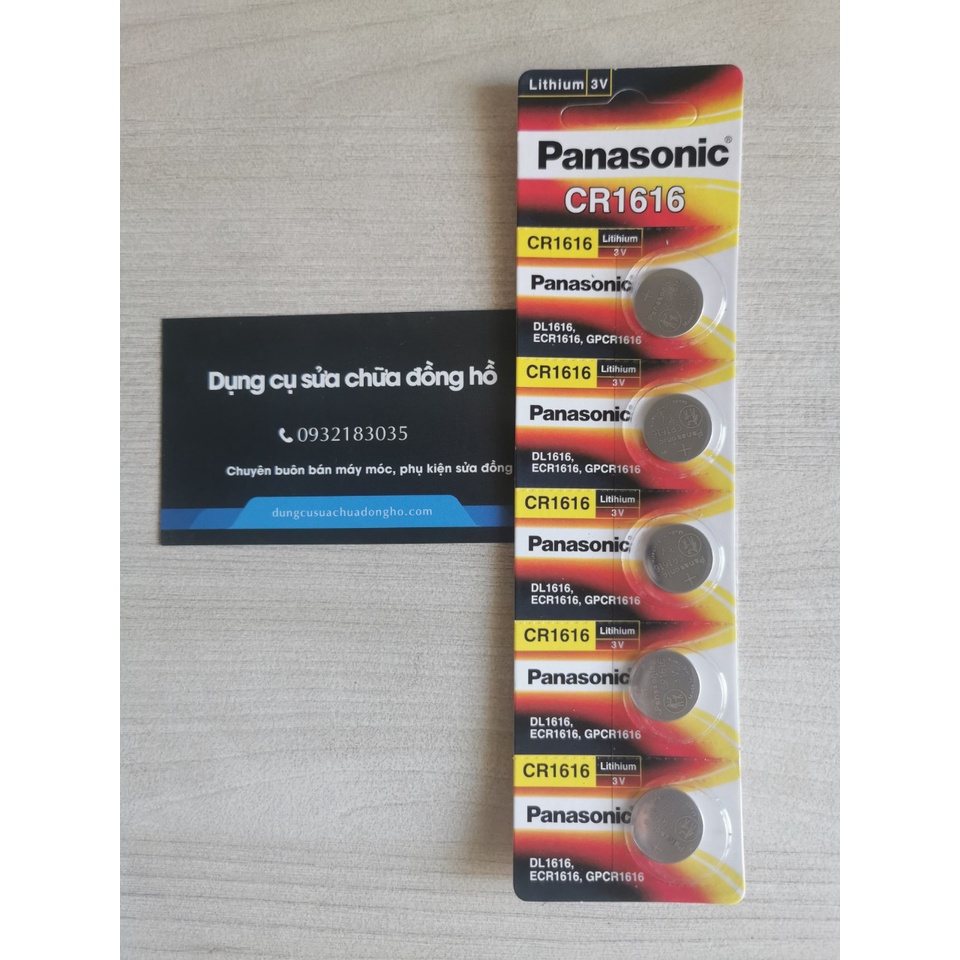 Lithium 3V
Panasonic®
CR1616
CR1616 Lithium 3V
Panasonic
DL1616,
ECR1616, GPCR1616
CR1616 Lithium 3V
Panasonic
DL1616,
ECR1616, GPCR1616
CR1616 Lithium 3V
Panasonic
DL1616,
ECR1616, GPCR1616
CR1616 Lithium 3V
Panasonic
DL1616,
ECR1616, GPCR1616
CR1616 Lithium 3V
Panasonic
DL1616,
ECR1616, GPCR1616
Dụng cụ sửa chữa đồng hồ
0932183035
Chuyên buôn bán máy móc, phụ kiện sửa đồng
dungcusuachuadongho.com